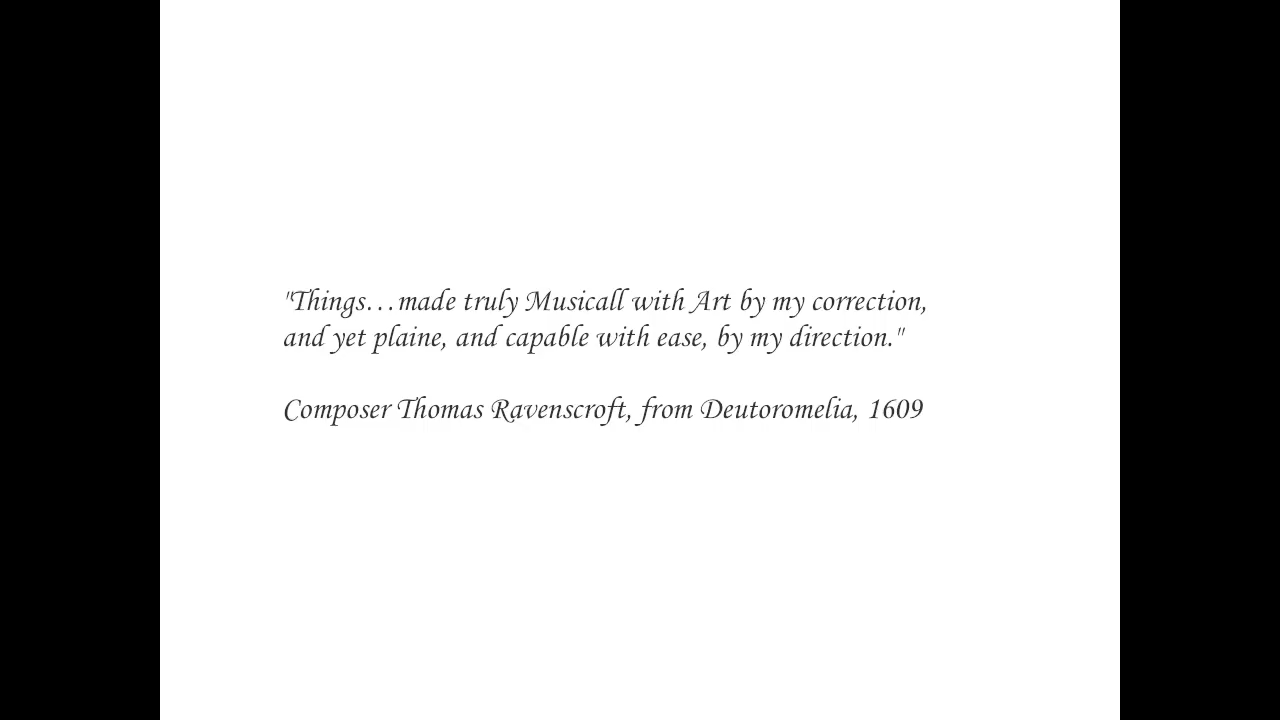 "Things…made truly Musicall with Art by my correction,
and yet plaine, and capable with ease, by my direction."
Composer Thomas Ravenscroft, from Deutoromelia, 1609